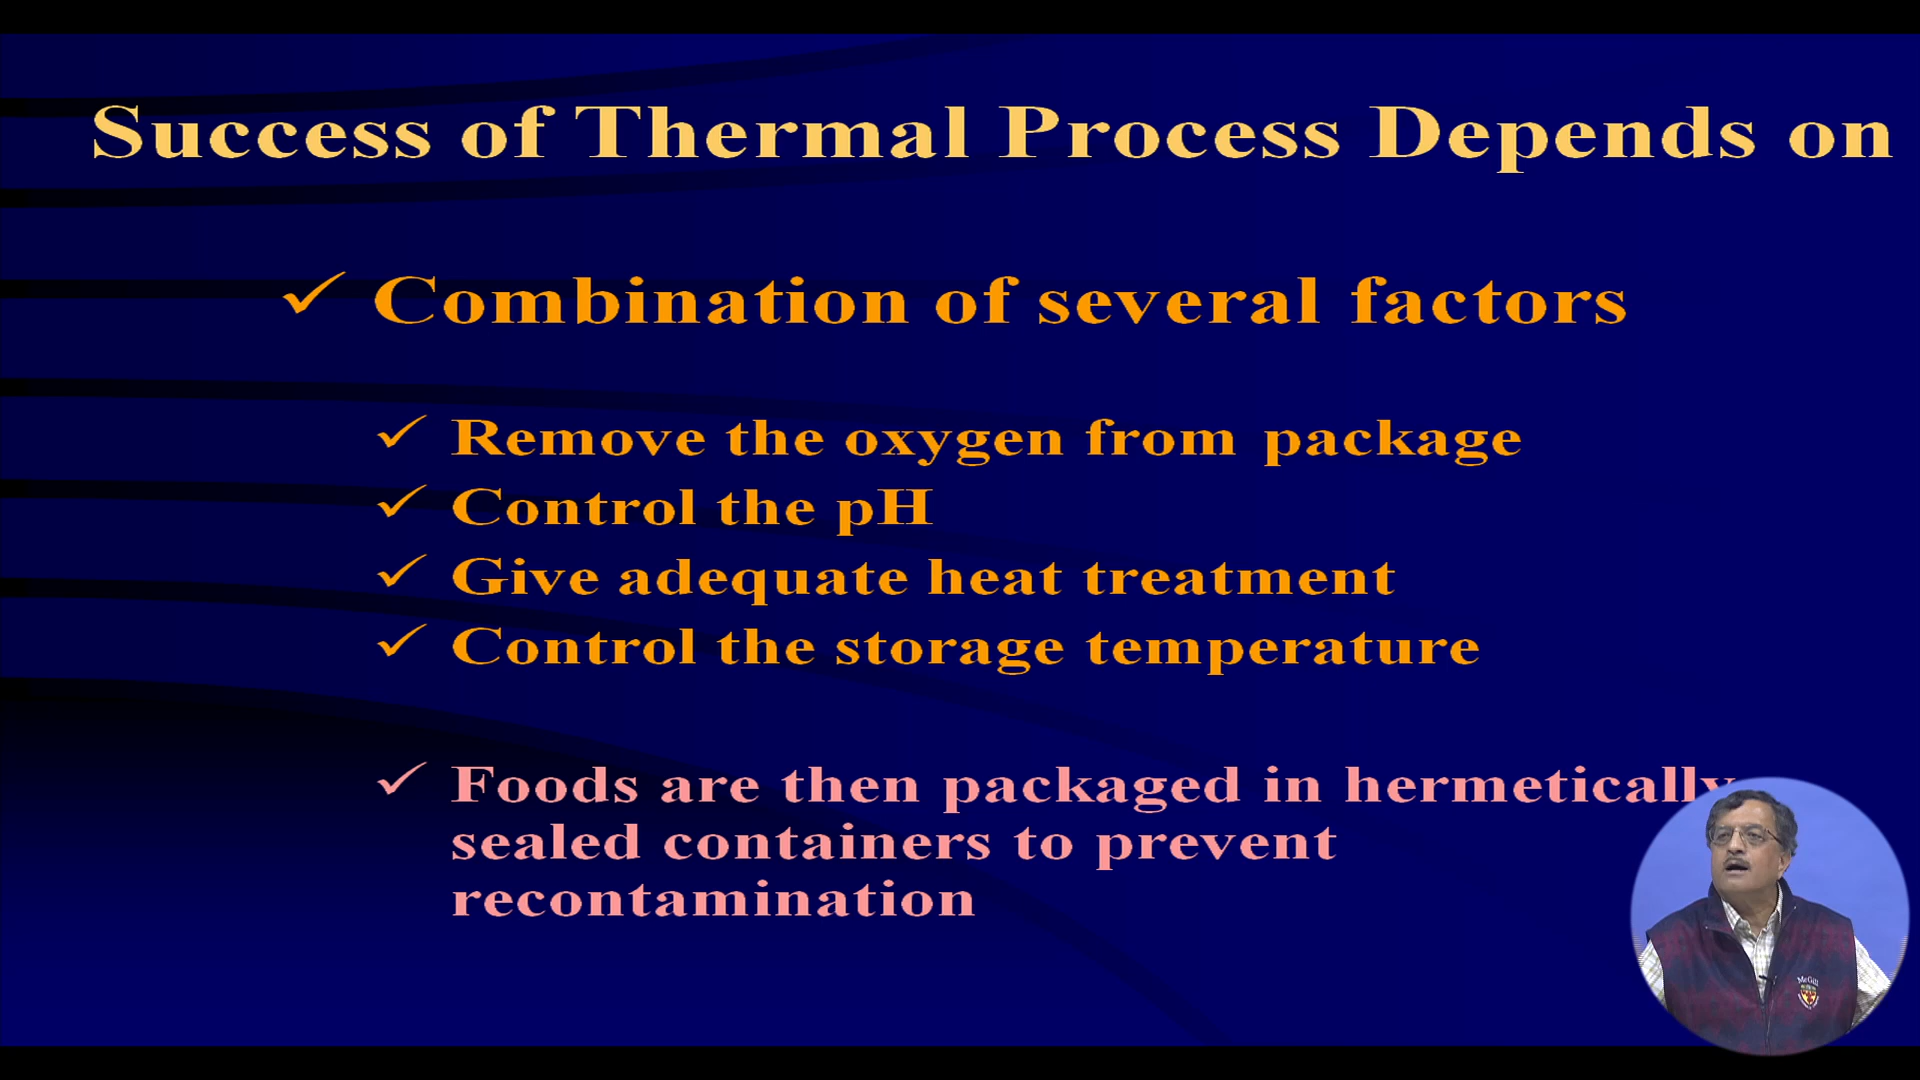 Success of Thermal Process Depends on
✓ Combination of several factors
✓ Remove the oxygen from package
✓ Control the pH
✓ Give adequate heat treatment
✓ Control the storage temperature
✓ Foods are then packaged in hermetically
sealed containers to prevent
recontamination
McGill